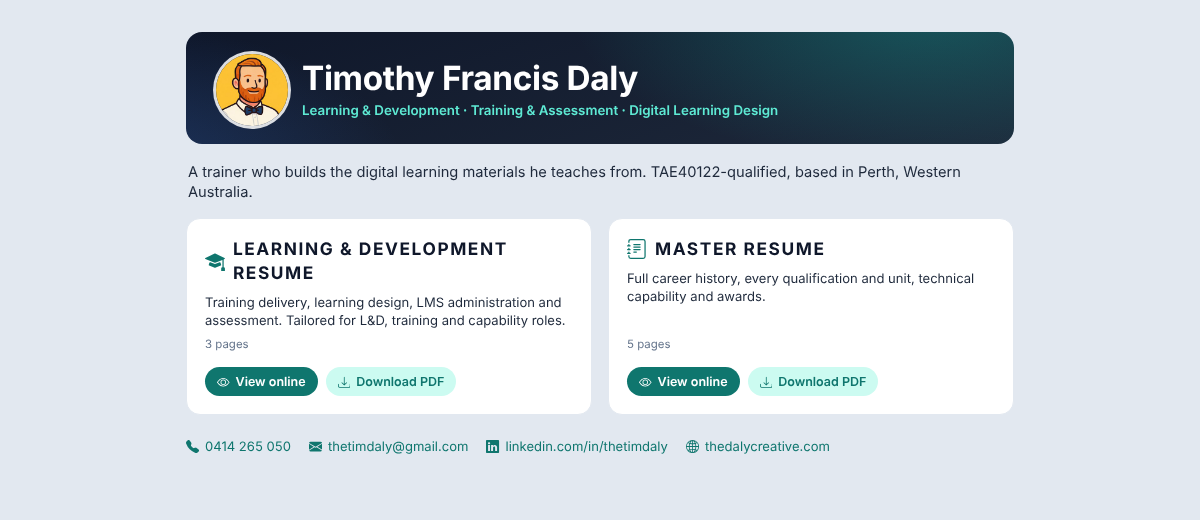 Timothy Francis Daly
Learning & Development · Training & Assessment · Digital Learning Design
A trainer who builds the digital learning materials he teaches from. TAE40122-qualified, based in Perth, Western
Australia.
LEARNING & DEVELOPMENT
RESUME
Training delivery, learning design, LMS administration and
assessment. Tailored for L&D, training and capability roles.
3 pages
View online
Download PDF
MASTER RESUME
Full career history, every qualification and unit, technical
capability and awards.
5 pages
View online
Download PDF
0414 265 050
thetimdaly@gmail.com
linkedin.com/in/thetimdaly
thedalycreative.com